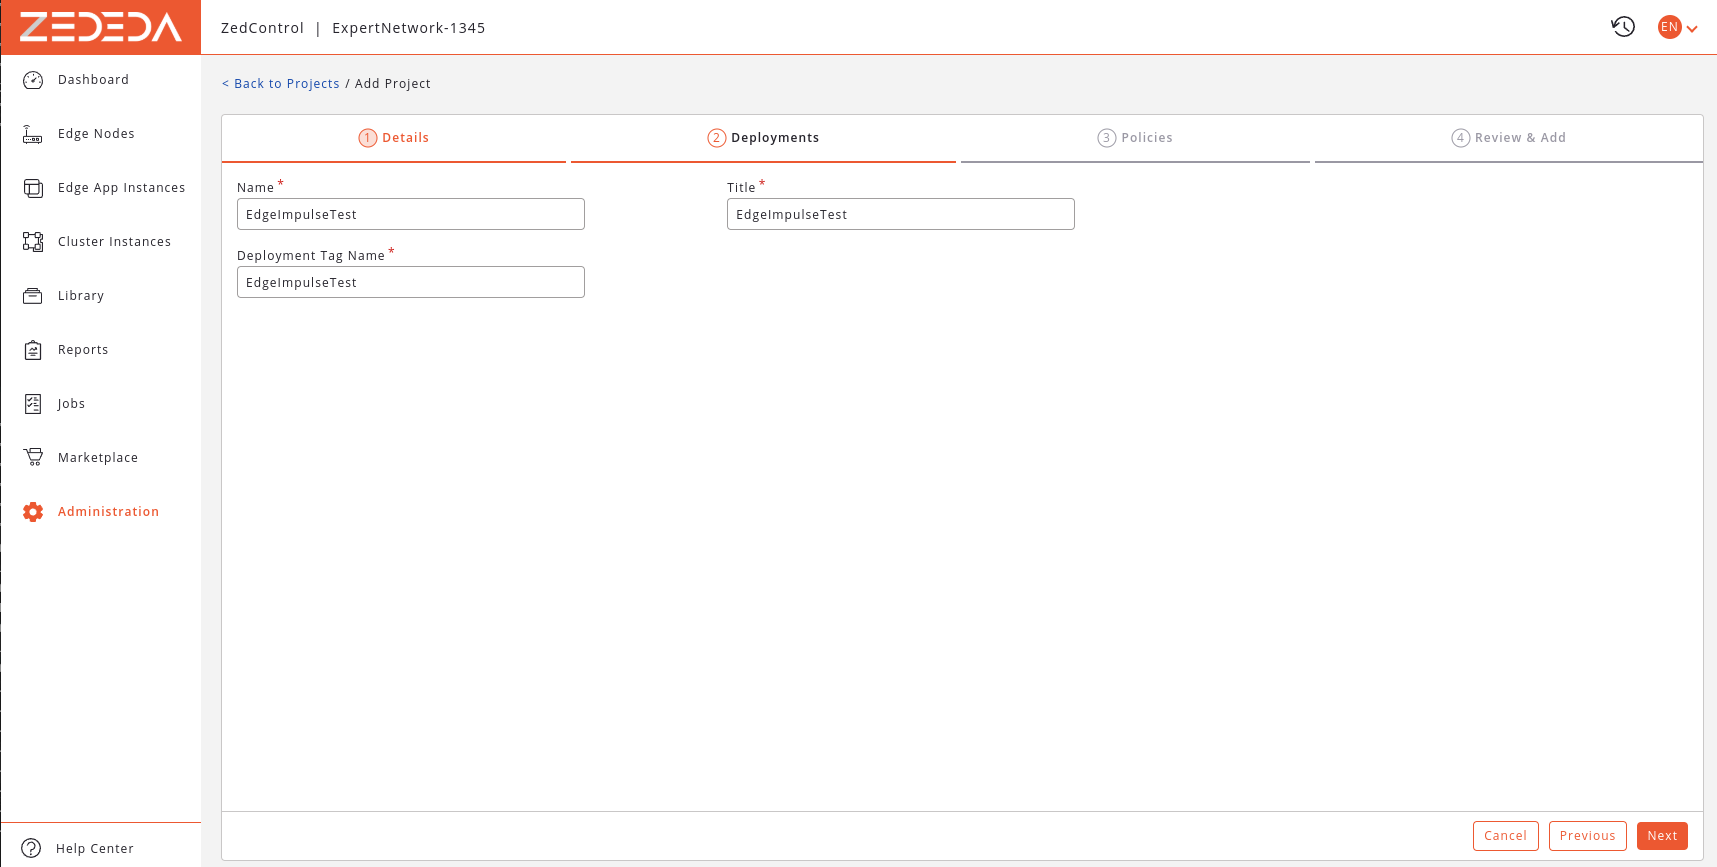 ZEDEDA
ZedControl | ExpertNetwork-1345
EN
Dashboard
Edge Nodes
Edge App Instances
Cluster Instances
Library
Reports
Jobs
Marketplace
Administration
Help Center
< Back to Projects / Add Project
1 Details
2 Deployments
3 Policies
4 Review & Add
Name *
EdgeImpulseTest
Title *
EdgeImpulseTest
Deployment Tag Name *
EdgeImpulseTest
Cancel
Previous
Next